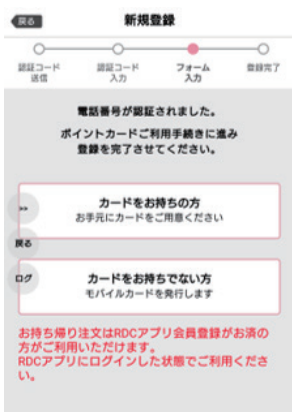 戻る
新規登録
認証コード
送信
認証コード
入力
フォーム
入力
登録完了
電話番号が認証されました。
ポイントカードご利用手続きに進み
登録を完了させてください。
カードをお持ちの方
お手元にカードをご用意ください
>>
戻る
ログ
カードをお持ちでない方
モバイルカードを発行します
お持ち帰り注文はRDCアプリ会員登録がお済の
方がご利用いただけます。
RDCアプリにログインした状態でご利用くださ
い。